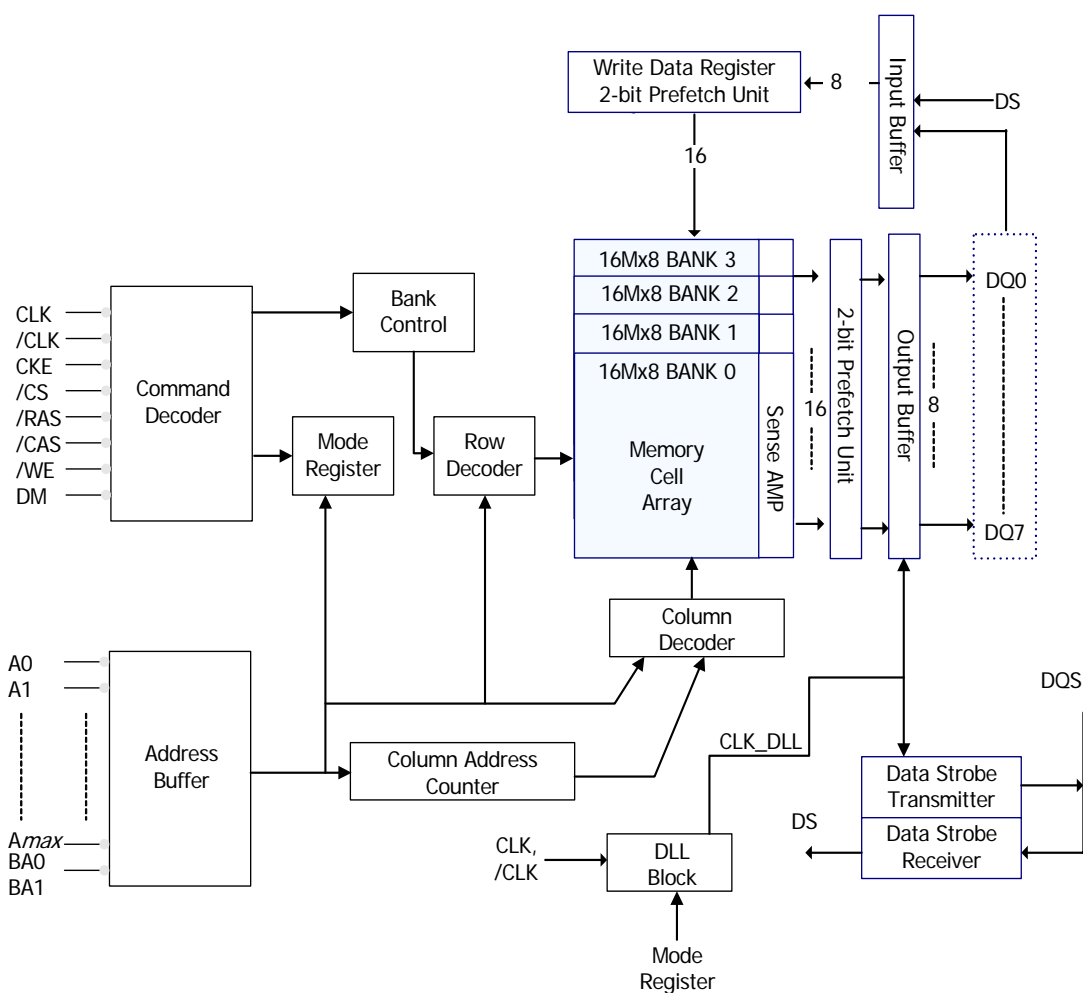 Write Data Register
2-bit Prefetch Unit
8
Input Buffer
DS
16
16Mx8 BANK 3
16Mx8 BANK 2
16Mx8 BANK 1
16Mx8 BANK 0
Memory
Cell
Array
Sense AMP
16
2-bit Prefetch Unit
Output Buffer
8
DQ0
DQ7
Bank
Control
CLK
/CLK
CKE
/CS
/RAS
/CAS
/WE
DM
Command
Decoder
Mode
Register
Row
Decoder
Column
Decoder
A0
A1
Amax
BA0
BA1
Address
Buffer
Column Address
Counter
CLK_DLL
DQS
Data Strobe
Transmitter
Data Strobe
Receiver
DS
CLK,
/CLK
DLL
Block
Mode
Register